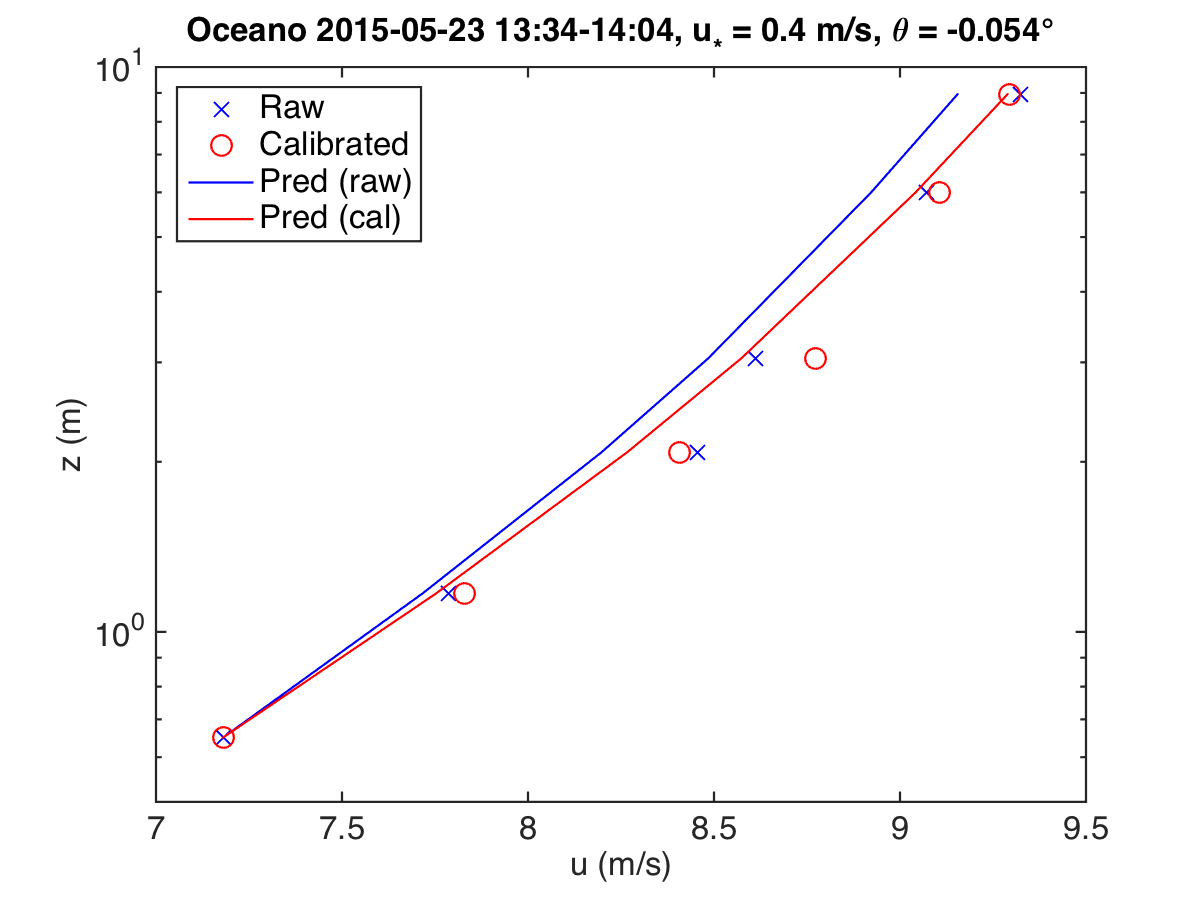 Oceano 2015-05-23 13:34-14:04, u* = 0.4 m/s, θ = -0.054°
10¹
Raw
Calibrated
Pred (raw)
Pred (cal)
z (m)
10⁰
7 7.5 8 8.5 9 9.5
u (m/s)